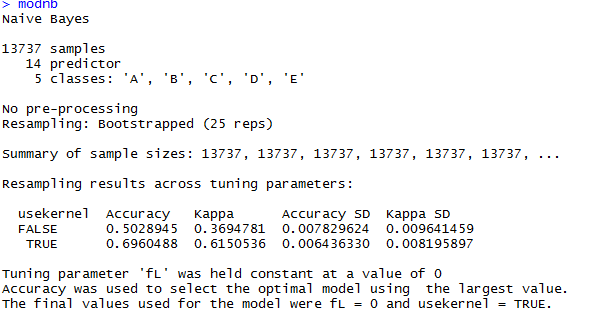 > modnb
Naive Bayes

13737 samples
   14 predictor
    5 classes: 'A', 'B', 'C', 'D', 'E'

No pre-processing
Resampling: Bootstrapped (25 reps)

Summary of sample sizes: 13737, 13737, 13737, 13737, 13737, 13737, ...

Resampling results across tuning parameters:

  usekernel  Accuracy   Kappa      Accuracy SD  Kappa SD
  FALSE      0.5028945  0.3694781  0.007829624  0.009641459
   TRUE      0.6960488  0.6150536  0.006436330  0.008195897

Tuning parameter 'fL' was held constant at a value of 0
Accuracy was used to select the optimal model using  the largest value.
The final values used for the model were fL = 0 and usekernel = TRUE.